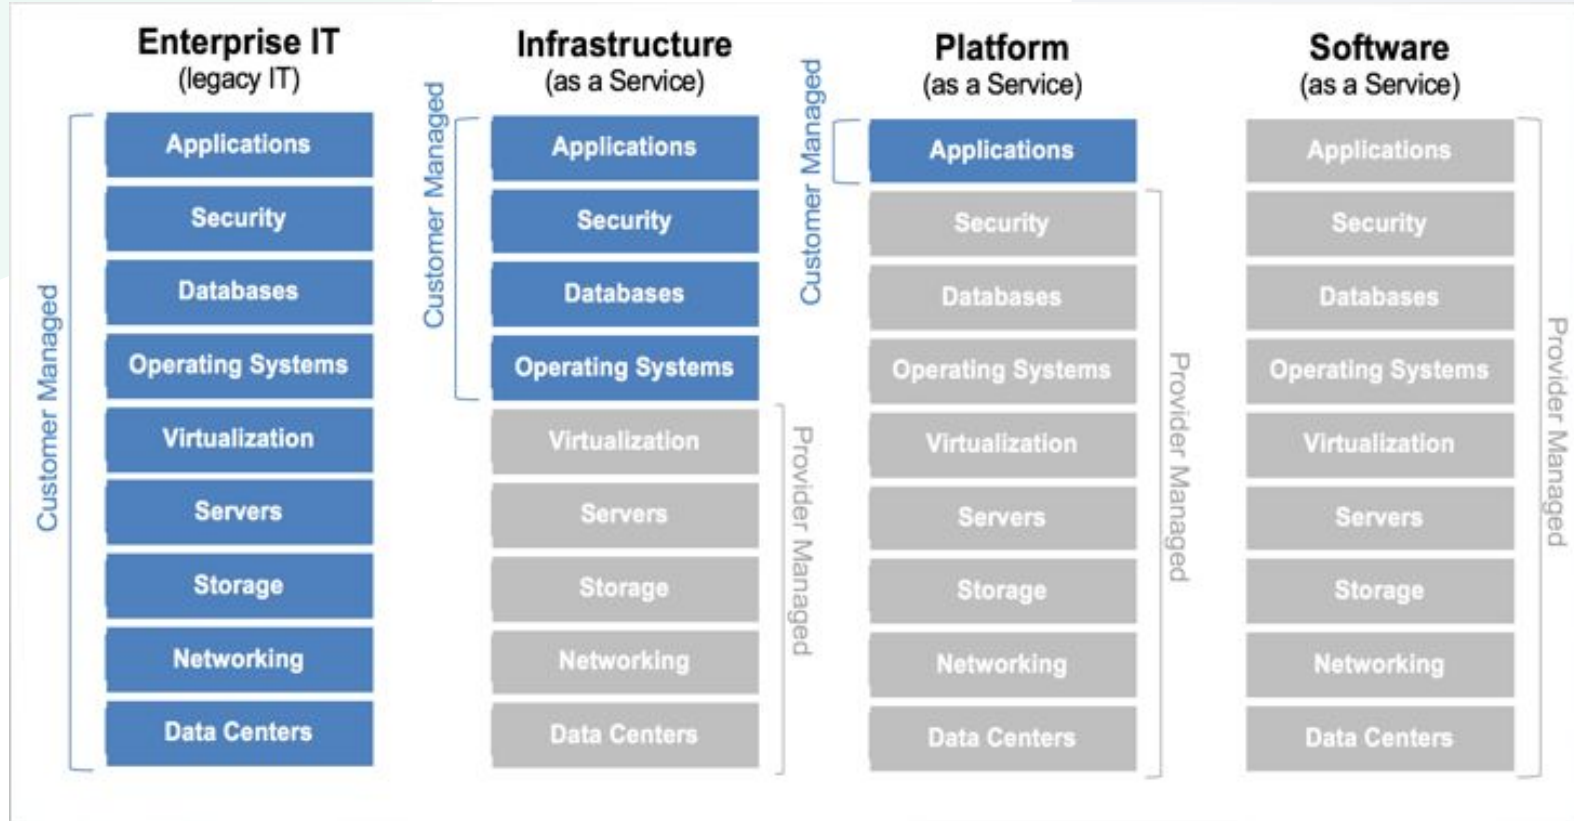 Enterprise IT
(legacy IT)
Customer Managed
Applications
Security
Databases
Operating Systems
Virtualization
Servers
Storage
Networking
Data Centers
Infrastructure
(as a Service)
Customer Managed
Applications
Security
Databases
Operating Systems
Virtualization
Servers
Storage
Networking
Data Centers
Provider Managed
Platform
(as a Service)
Customer Managed
Applications
Security
Databases
Operating Systems
Virtualization
Servers
Storage
Networking
Data Centers
Provider Managed
Software
(as a Service)
Applications
Security
Databases
Operating Systems
Virtualization
Servers
Storage
Networking
Data Centers
Provider Managed